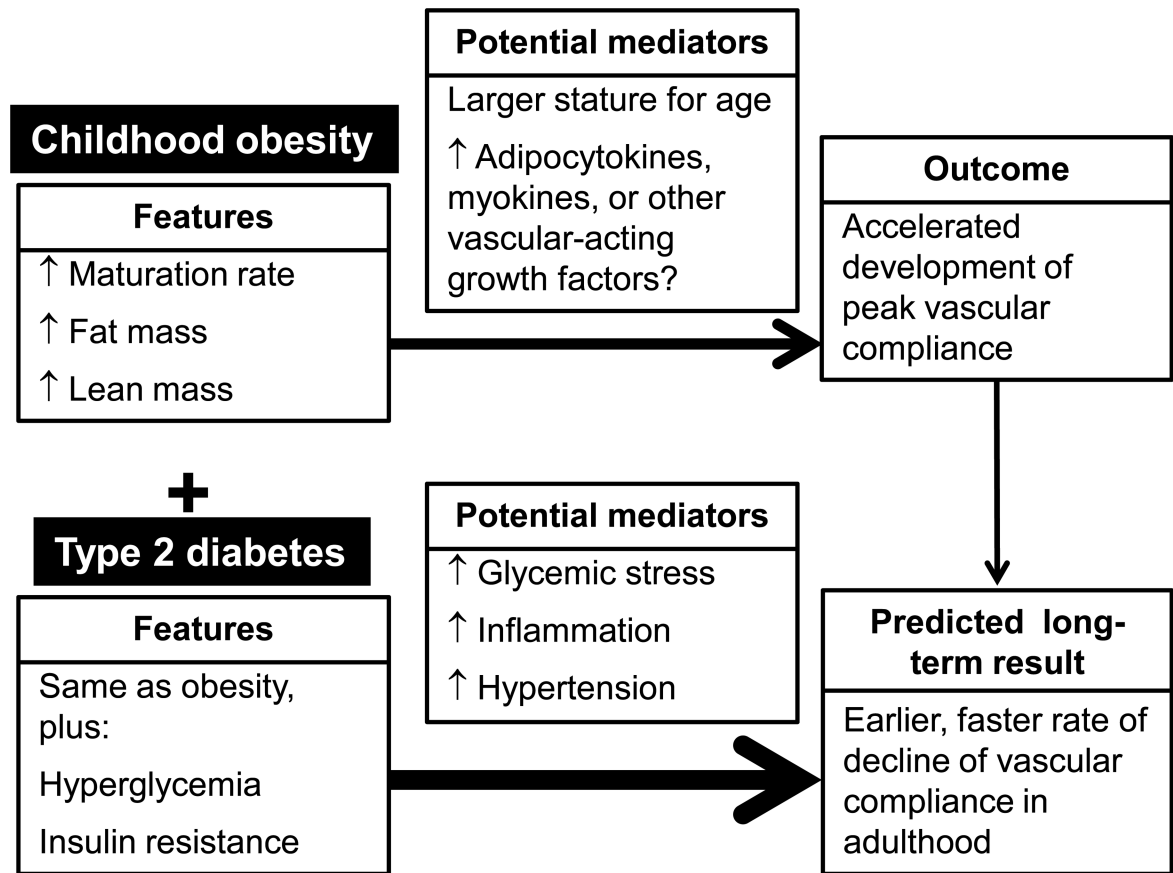 Childhood obesity
Features
↑ Maturation rate
↑ Fat mass
↑ Lean mass
Potential mediators
Larger stature for age
↑ Adipocytokines,
myokines, or other
vascular-acting
growth factors?
Outcome
Accelerated
development of
peak vascular
compliance
+
Type 2 diabetes
Features
Same as obesity,
plus:
Hyperglycemia
Insulin resistance
Potential mediators
↑ Glycemic stress
↑ Inflammation
↑ Hypertension
Predicted long-
term result
Earlier, faster rate of
decline of vascular
compliance in
adulthood